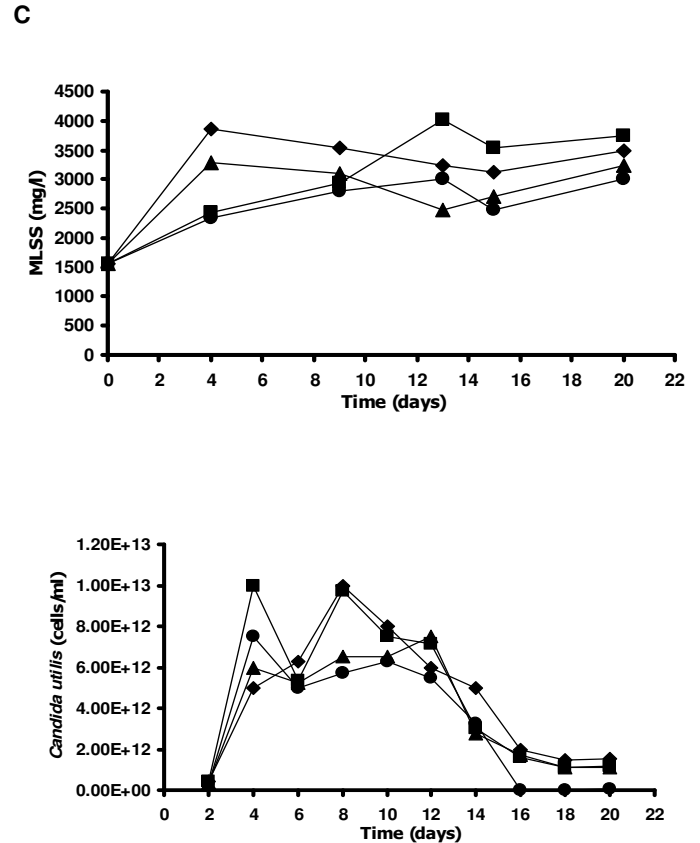 C
4500
4000
3500
3000
2500
2000
1500
1000
500
0
MLSS (mg/l)
0 2 4 6 8 10 12 14 16 18 20 22
Time (days)
1.20E+13
1.00E+13
8.00E+12
6.00E+12
4.00E+12
2.00E+12
0.00E+00
Candida utilis (cells/ml)
0 2 4 6 8 10 12 14 16 18 20 22
Time (days)